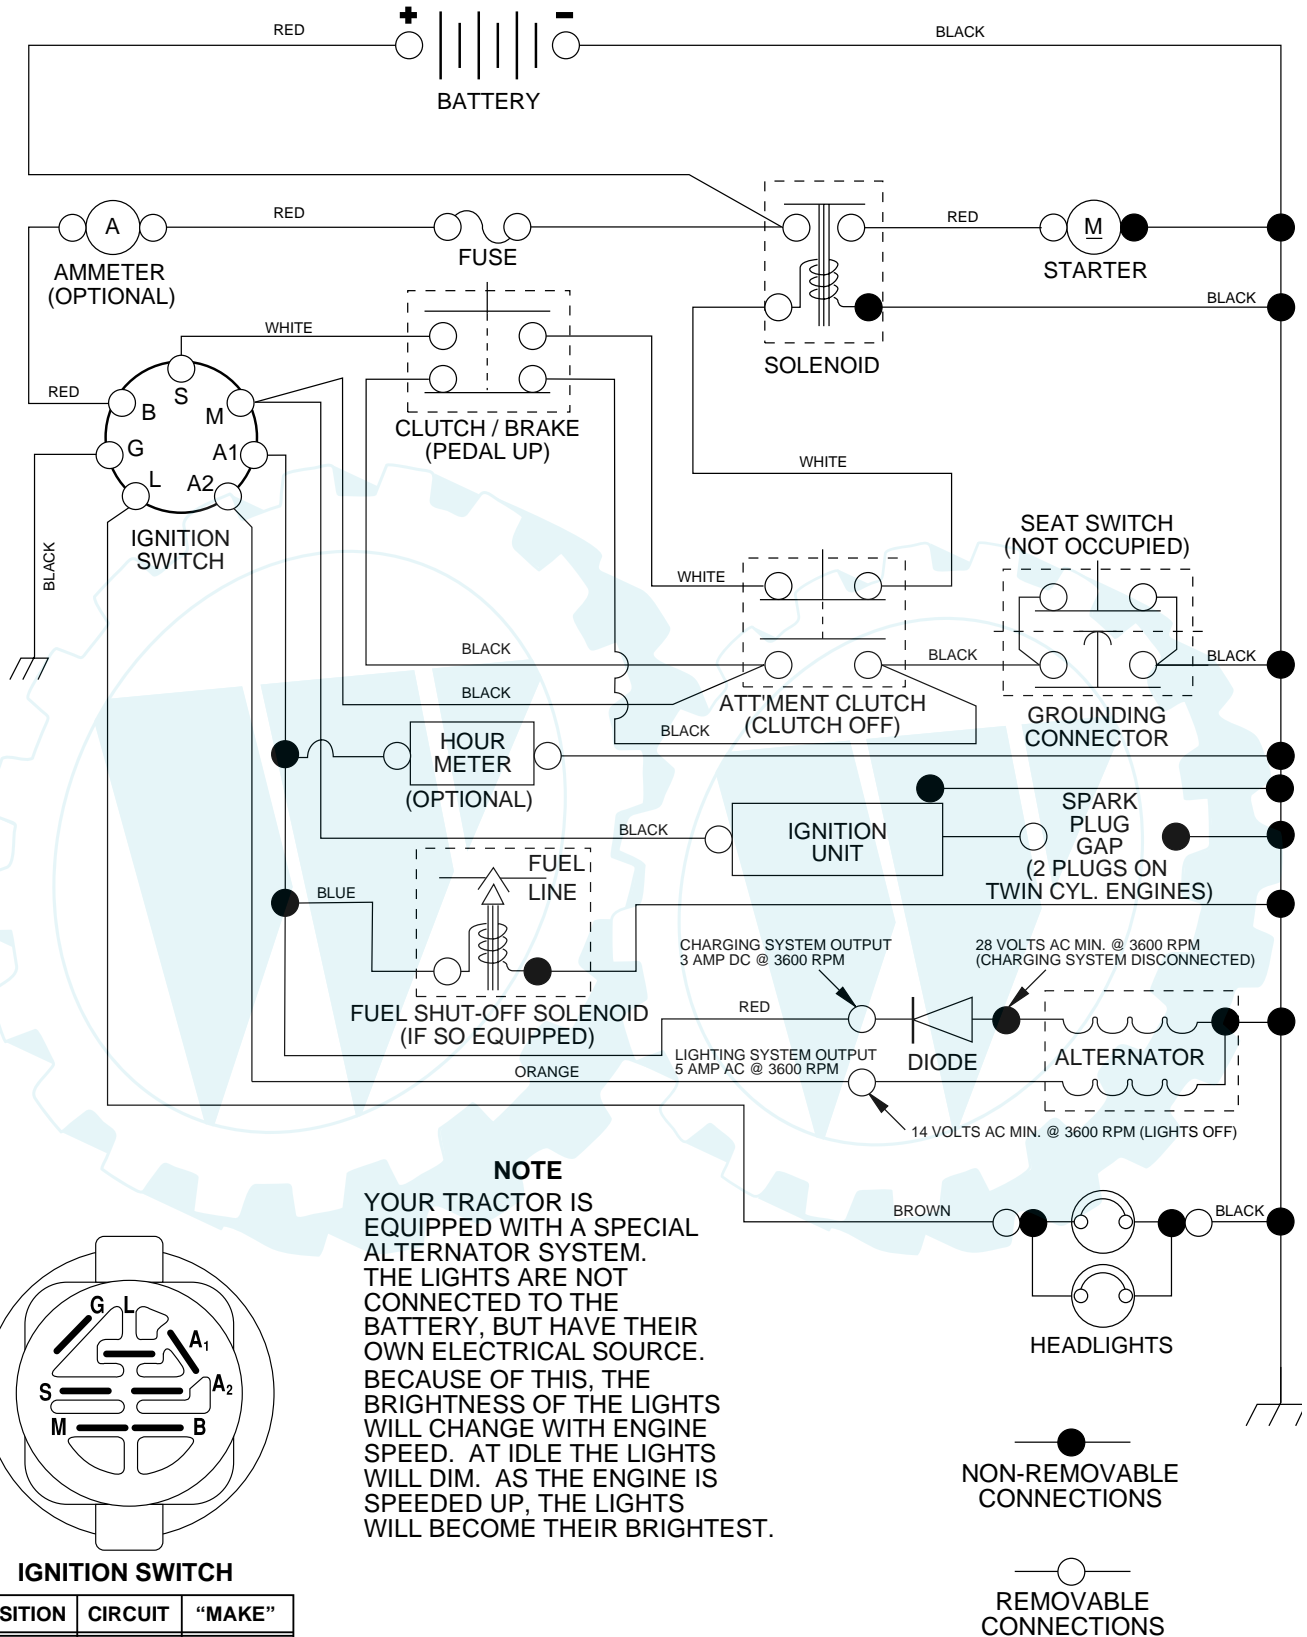 RED
+
−
BLACK
BATTERY
A
RED
FUSE
AMMETER
(OPTIONAL)
SOLENOID
RED
M
STARTER
BLACK
WHITE
RED
S
B
M
G
A1
L
A2
IGNITION
SWITCH
BLACK
CLUTCH / BRAKE
(PEDAL UP)
WHITE
WHITE
SEAT SWITCH
(NOT OCCUPIED)
BLACK
BLACK
BLACK
BLACK
ATT'MENT CLUTCH
(CLUTCH OFF)
BLACK
GROUNDING
CONNECTOR
HOUR
METER
(OPTIONAL)
BLACK
IGNITION
UNIT
SPARK
PLUG
GAP
(2 PLUGS ON
TWIN CYL. ENGINES)
BLUE
FUEL
LINE
FUEL SHUT-OFF SOLENOID
(IF SO EQUIPPED)
CHARGING SYSTEM OUTPUT
3 AMP DC @ 3600 RPM
28 VOLTS AC MIN. @ 3600 RPM
(CHARGING SYSTEM DISCONNECTED)
RED
DIODE
ALTERNATOR
LIGHTING SYSTEM OUTPUT
5 AMP AC @ 3600 RPM
ORANGE
14 VOLTS AC MIN. @ 3600 RPM (LIGHTS OFF)
NOTE
YOUR TRACTOR IS
EQUIPPED WITH A SPECIAL
ALTERNATOR SYSTEM.
THE LIGHTS ARE NOT
CONNECTED TO THE
BATTERY, BUT HAVE THEIR
OWN ELECTRICAL SOURCE.
BECAUSE OF THIS, THE
BRIGHTNESS OF THE LIGHTS
WILL CHANGE WITH ENGINE
SPEED. AT IDLE THE LIGHTS
WILL DIM. AS THE ENGINE IS
SPEEDED UP, THE LIGHTS
WILL BECOME THEIR BRIGHTEST.
BROWN
BLACK
HEADLIGHTS
G
L
A1
A2
S
M
B
IGNITION SWITCH
SITION CIRCUIT “MAKE”
NON-REMOVABLE
CONNECTIONS
REMOVABLE
CONNECTIONS